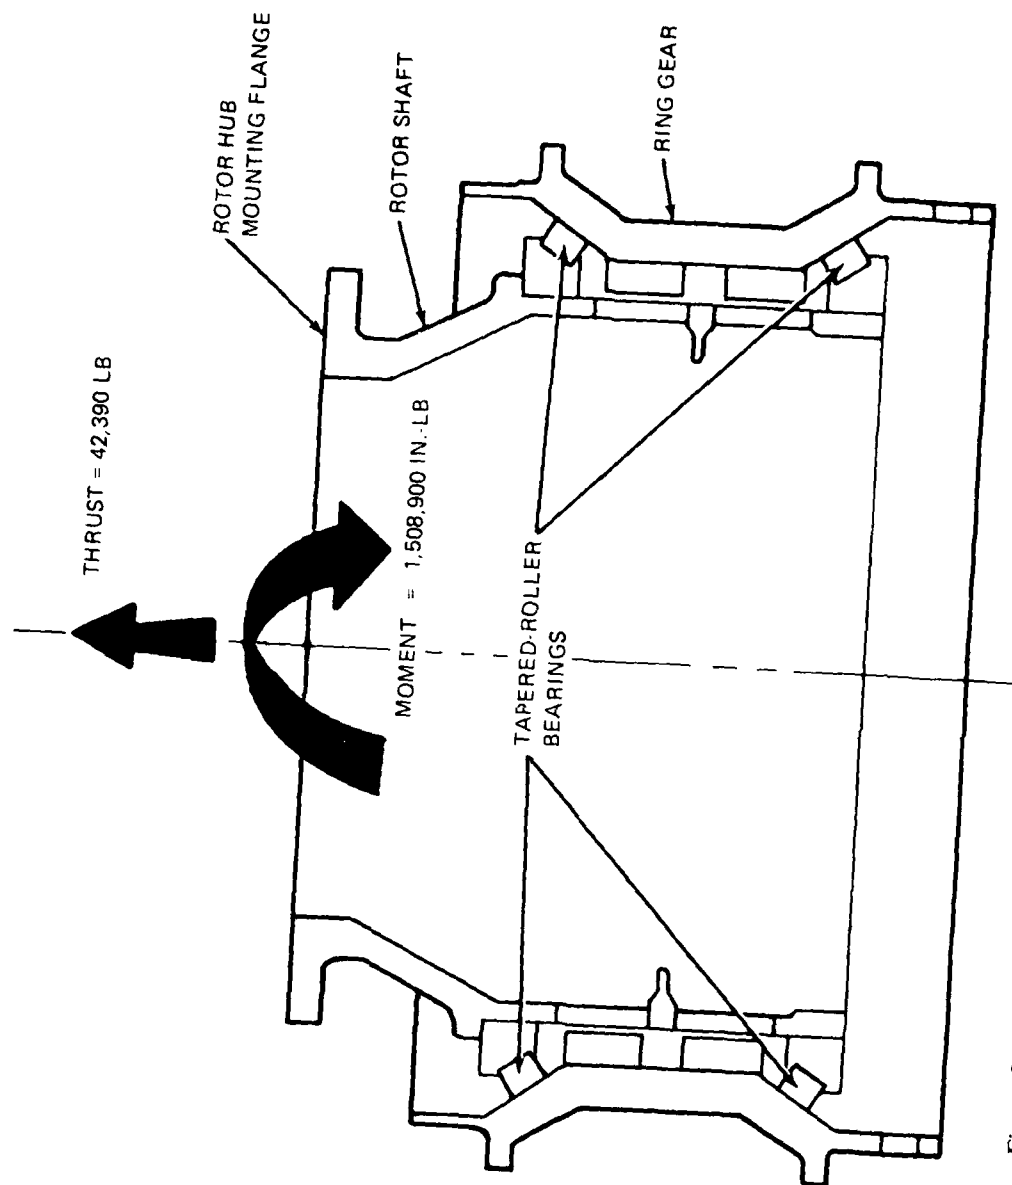 THRUST = 42,390 LB
ROTOR HUB
MOUNTING FLANGE
ROTOR SHAFT
MOMENT = 1,508,900 IN.-LB
RING GEAR
TAPERED-ROLLER
BEARINGS